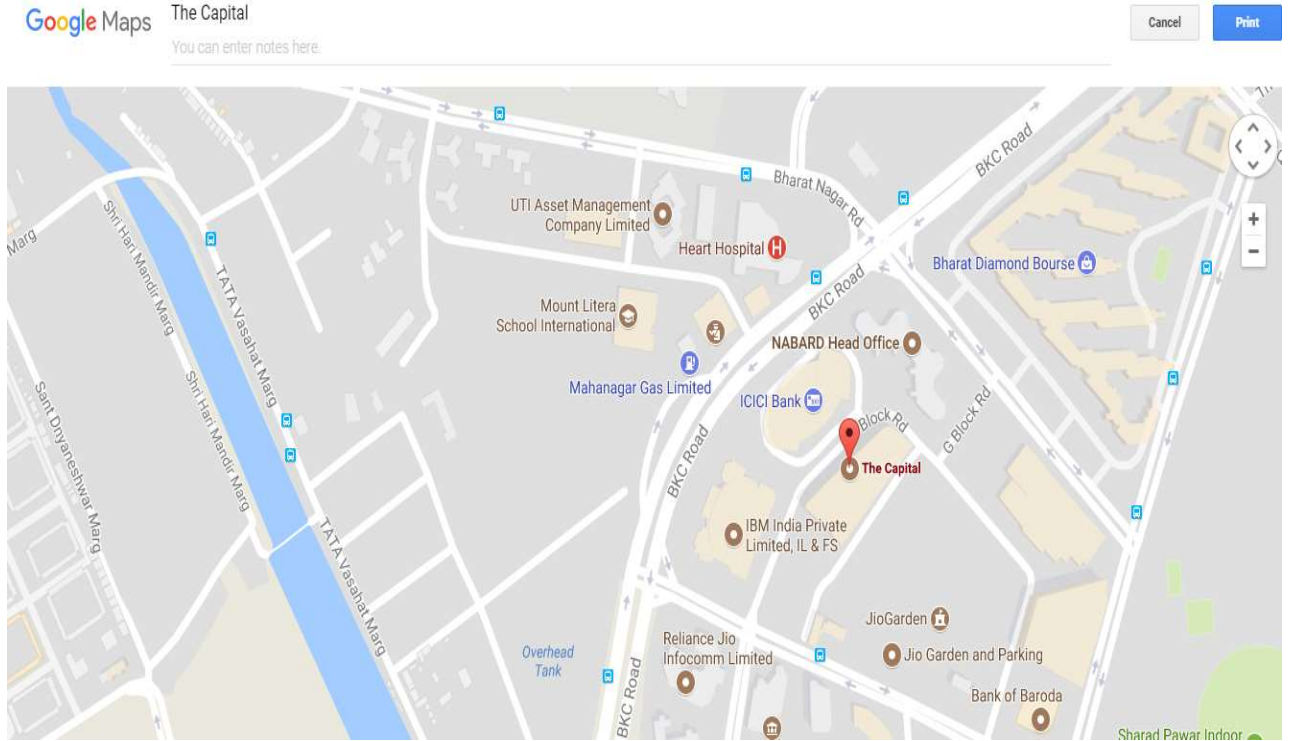 Google Maps
The Capital
You can enter notes here.
Cancel
Print
BKC Road
Bharat Nagar Rd
UTI Asset Management
Company Limited
Heart Hospital
H
Marg
Shri Hari Mandir Marg
TATA Vasahat Marg
BKC Road
Bharat Diamond Bourse
+
−
Mount Litera
School International
NABARD Head Office
Mahanagar Gas Limited
ICICI Bank
Block Rd
G Block Rd
Shri Hari Mandir Marg
Sant Dnyaneshwar Marg
BKC Road
The Capital
IBM India Private
Limited, IL & FS
TATA Vasahat Marg
JioGarden
Overhead
Tank
Reliance Jio
Infocomm Limited
Jio Garden and Parking
BKC Road
Bank of Baroda
Sharad Pawar Indoor